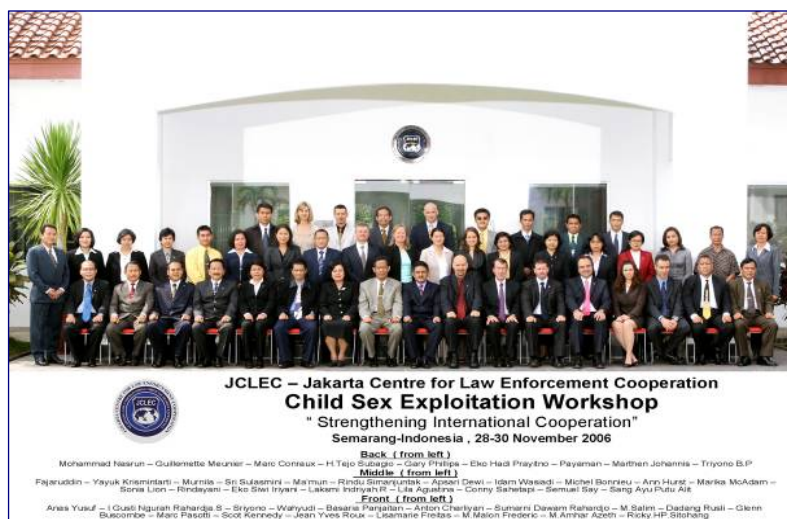 JCLEC
JCLEC – Jakarta Centre for Law Enforcement Cooperation
Child Sex Exploitation Workshop
“ Strengthening International Cooperation”
Semarang-Indonesia , 28-30 November 2006
Back ( from left )
Mohammad Nasrun – Guillemette Meunier – Marc Conraux – H.Tejo Subagio – Gary Phillips – Eko Hadi Prayitno – Payaman – Marthen Johannis – Triyono B.P
Middle ( from left )
Fajaruddin – Yayuk Krismintarti – Murnila – Sri Sulasmini – Ma'mun – Rindu Simanjuntak – Apsari Dewi – Idam Wasiadi – Michel Bonnieu – Ann Hurst – Marika McAdam –
Sonia Lion – Rindayani – Eko Siwi Iriyani – Laksmi Indriyah.R – Lila Agustina – Conny Sahetapi – Semuel Say – Sang Ayu Putu Alit
Front ( from left )
Anas Yusuf – I Gusti Ngurah Rahardja.S – Sriyono – Wahyudi – Basaria Panjaitan – Anton Charliyan – Sumarni Dawam Rahardjo – M.Salim – Dadang Rusli – Glenn
Buscombe – Marc Pasotti – Scot Kennedy – Jean Yves Roux – Lisamarie Freitas – M.Malon Frederic – M.Amhar Azeth – Ricky.HP.Sitohang